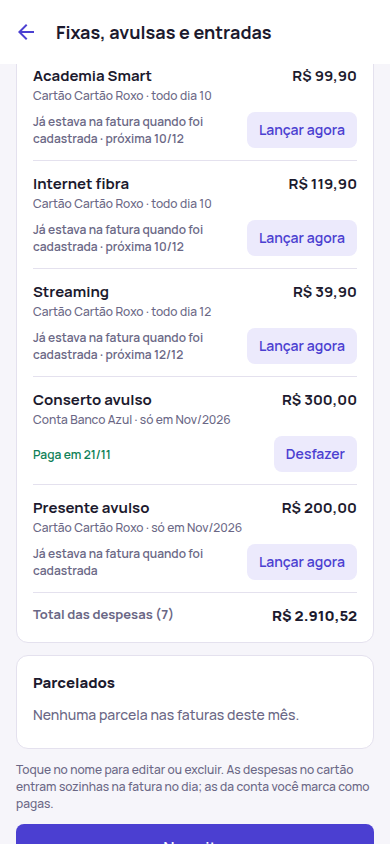 Fixas, avulsas e entradas
Academia Smart R$ 99,90
Cartão Cartão Roxo · todo dia 10
Já estava na fatura quando foi
cadastrada · próxima 10/12
Lançar agora
Internet fibra R$ 119,90
Cartão Cartão Roxo · todo dia 10
Já estava na fatura quando foi
cadastrada · próxima 10/12
Lançar agora
Streaming R$ 39,90
Cartão Cartão Roxo · todo dia 12
Já estava na fatura quando foi
cadastrada · próxima 12/12
Lançar agora
Conserto avulso R$ 300,00
Conta Banco Azul · só em Nov/2026
Paga em 21/11
Desfazer
Presente avulso R$ 200,00
Cartão Cartão Roxo · só em Nov/2026
Já estava na fatura quando foi
cadastrada
Lançar agora
Total das despesas (7) R$ 2.910,52
Parcelados
Nenhuma parcela nas faturas deste mês.
Toque no nome para editar ou excluir. As despesas no cartão
entram sozinhas na fatura no dia; as da conta você marca como
pagas.